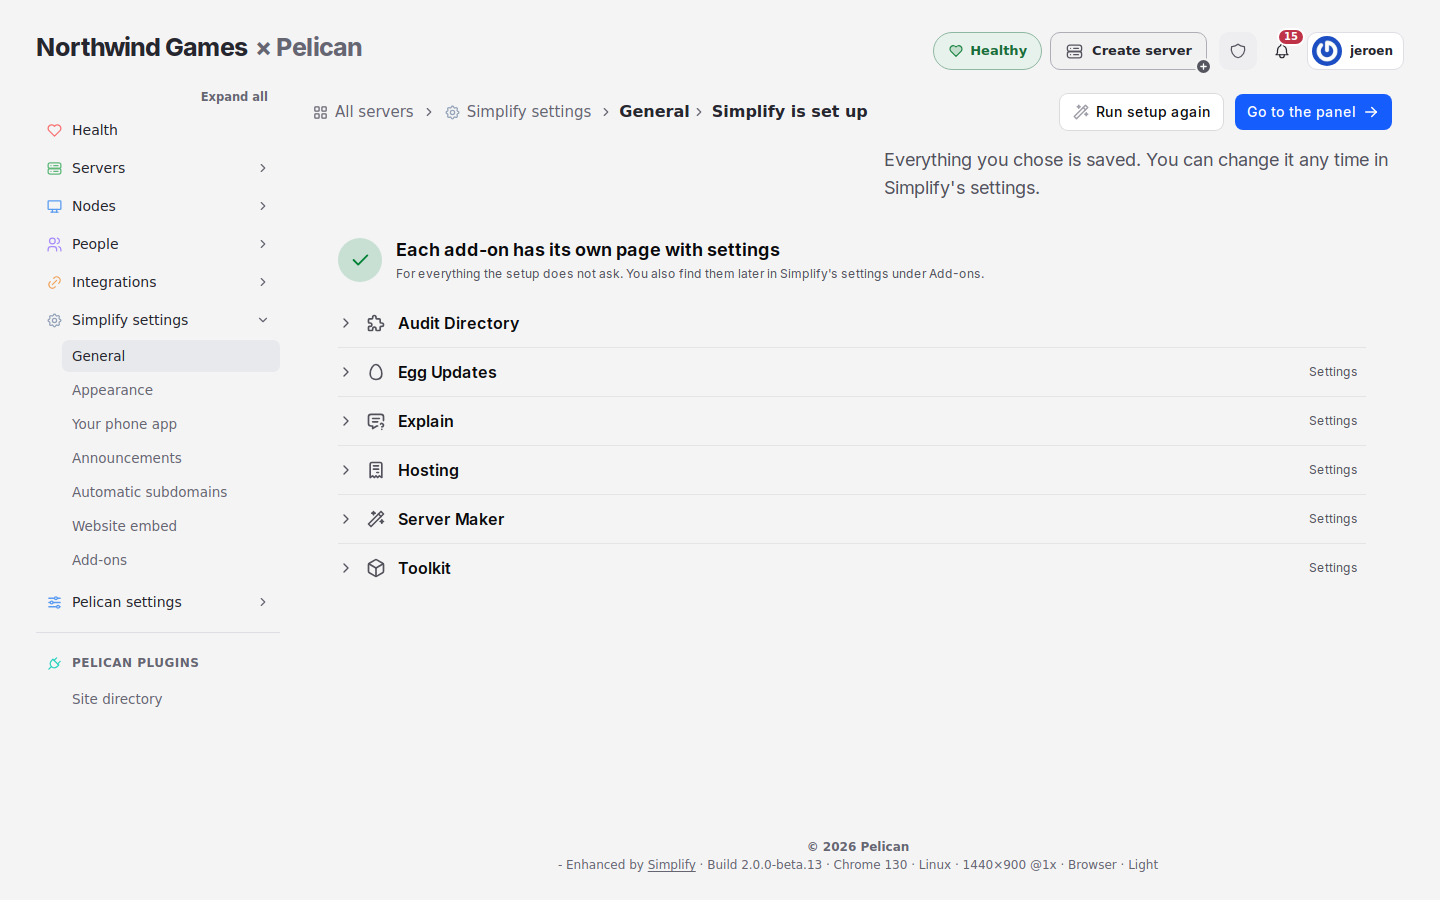 Northwind Games × Pelican
Healthy
Create server
15
jeroen
Expand all
Health
Servers
Nodes
People
Integrations
Simplify settings
General
Appearance
Your phone app
Announcements
Automatic subdomains
Website embed
Add-ons
Pelican settings
PELICAN PLUGINS
Site directory
All servers > Simplify settings > General > Simplify is set up
Run setup again
Go to the panel
Everything you chose is saved. You can change it any time in
Simplify's settings.
Each add-on has its own page with settings
For everything the setup does not ask. You also find them later in Simplify's settings under Add-ons.
Audit Directory
Egg Updates Settings
Explain Settings
Hosting Settings
Server Maker Settings
Toolkit Settings
© 2026 Pelican
- Enhanced by Simplify · Build 2.0.0-beta.13 · Chrome 130 · Linux · 1440×900 @1x · Browser · Light